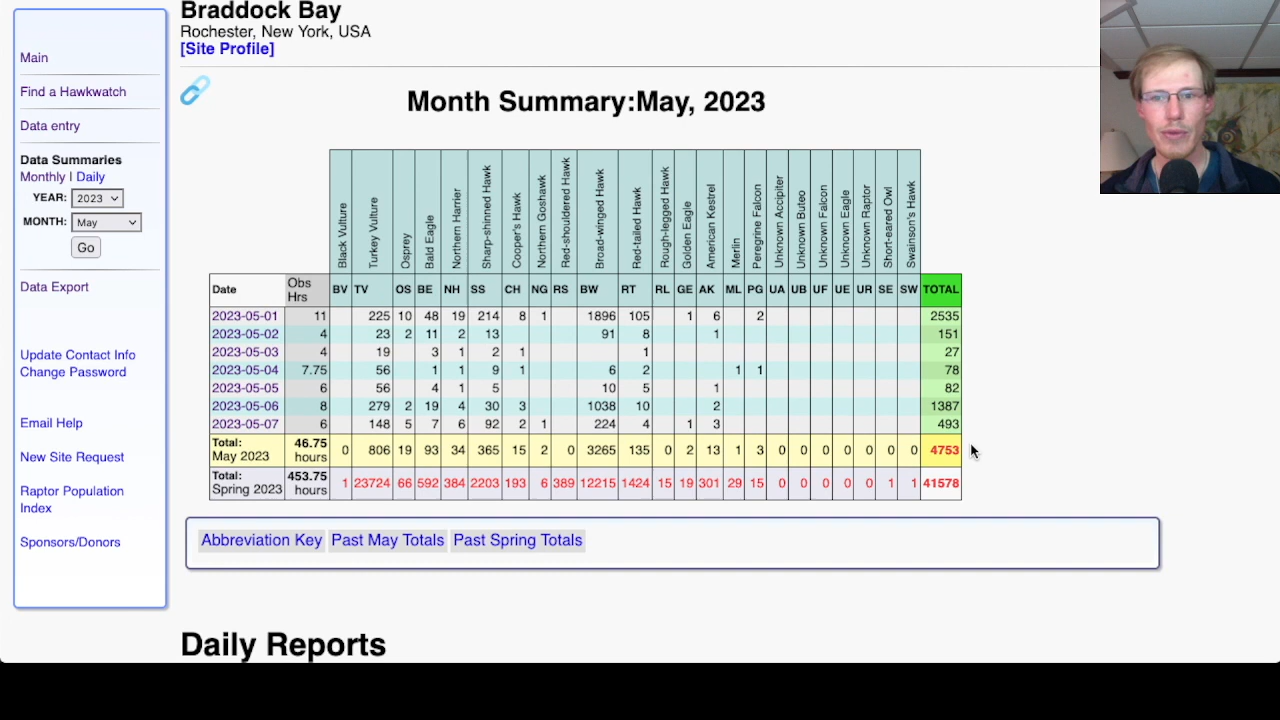 Braddock Bay
Rochester, New York, USA
[Site Profile]
Main
Find a Hawkwatch
Data entry
Data Summaries
Monthly | Daily
YEAR: 2023
MONTH: May
Go
Data Export
Update Contact Info
Change Password
Email Help
New Site Request
Raptor Population
Index
Sponsors/Donors
Month Summary:May, 2023
Black Vulture Turkey Vulture Osprey Bald Eagle Northern Harrier Sharp-shinned Hawk Cooper's Hawk Northern Goshawk Red-shouldered Hawk Broad-winged Hawk Red-tailed Hawk Rough-legged Hawk Golden Eagle American Kestrel Merlin Peregrine Falcon Unknown Accipiter Unknown Buteo Unknown Falcon Unknown Eagle Unknown Raptor Short-eared Owl Swainson's Hawk
Date Obs Hrs BV TV OS BE NH SS CH NG RS BW RT RL GE AK ML PG UA UB UF UE UR SE SW TOTAL
2023-05-01 11 225 10 48 19 214 8 1 1896 105 1 6 2 2535
2023-05-02 4 23 2 11 2 13 91 8 1 151
2023-05-03 4 19 3 1 2 1 1 27
2023-05-04 7.75 56 1 1 9 1 6 2 1 1 78
2023-05-05 6 56 4 1 5 10 5 1 82
2023-05-06 8 279 2 19 4 30 3 1038 10 2 1387
2023-05-07 6 148 5 7 6 92 2 1 224 4 1 3 493
Total: May 2023 46.75 hours 0 806 19 93 34 365 15 2 0 3265 135 0 2 13 1 3 0 0 0 0 0 0 0 4753
Total: Spring 2023 453.75 hours 1 23724 66 592 384 2203 193 6 389 12215 1424 15 19 301 29 15 0 0 0 0 0 1 1 41578
Abbreviation Key Past May Totals Past Spring Totals
Daily Reports